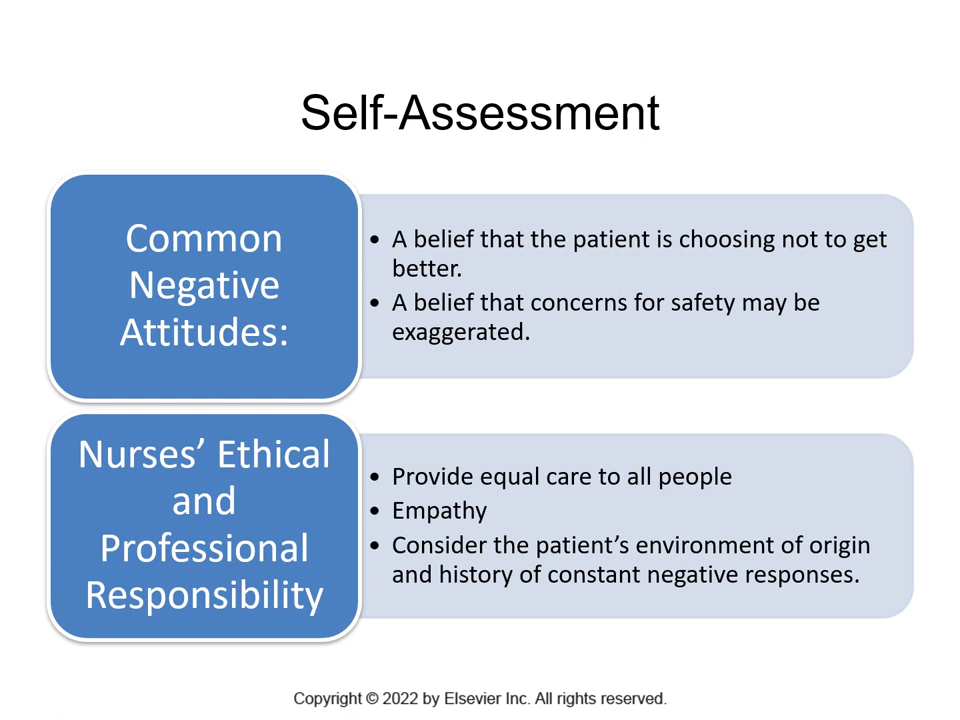 Self-Assessment
Common
Negative
Attitudes:
• A belief that the patient is choosing not to get
better.
• A belief that concerns for safety may be
exaggerated.
Nurses’ Ethical
and
Professional
Responsibility
• Provide equal care to all people
• Empathy
• Consider the patient’s environment of origin
and history of constant negative responses.
Copyright © 2022 by Elsevier Inc. All rights reserved.